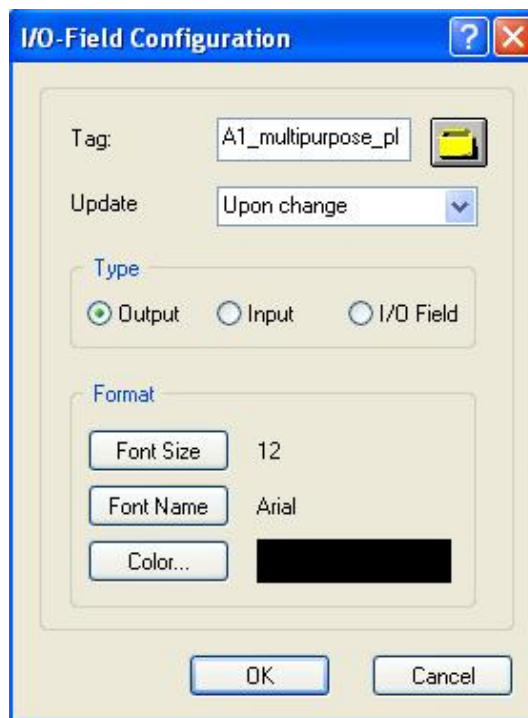 I/O-Field Configuration
?
Tag: A1_multipurpose_pl
Update Upon change
Type
Output Input I/O Field
Format
Font Size 12
Font Name Arial
Color...
OK Cancel